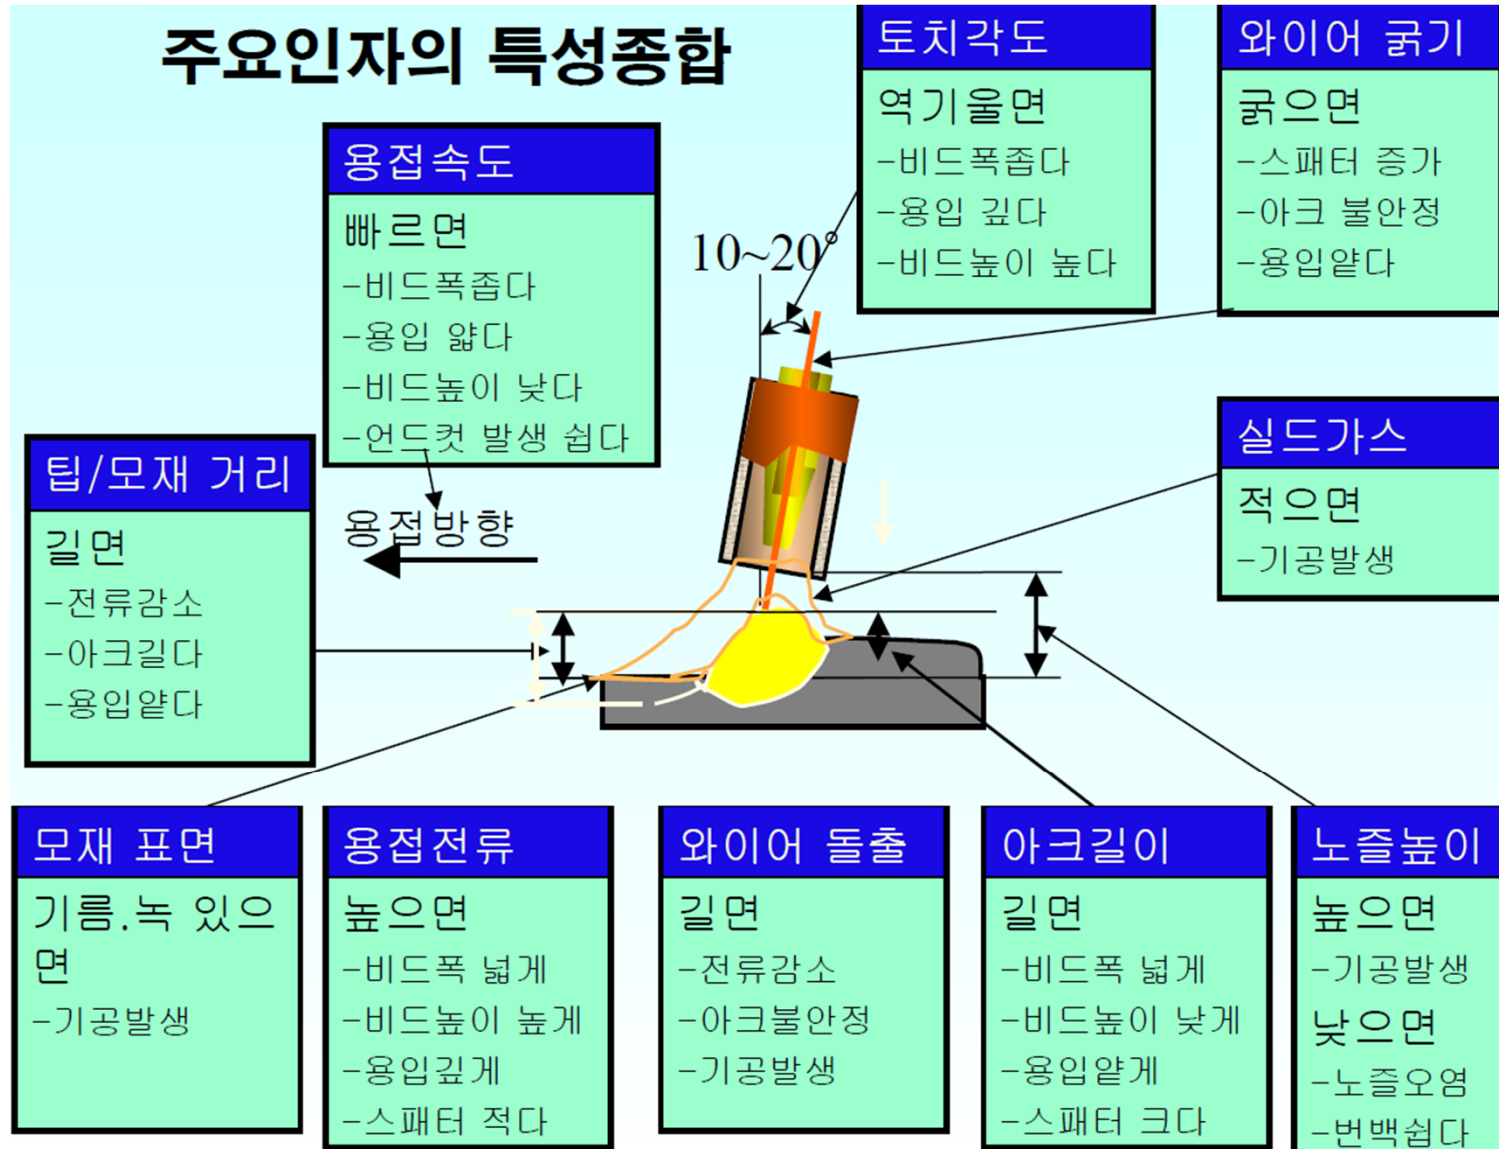 주요인자의 특성종합
토치각도
역기울면
-비드폭좁다
-용입 깊다
-비드높이 높다
와이어 굵기
굵으면
-스패터 증가
-아크 불안정
-용입얕다
용접속도
빠르면
-비드폭좁다
-용입 얇다
-비드높이 낮다
-언드컷 발생 쉽다
10~20°
팁/모재 거리
길면
-전류감소
-아크길다
-용입얕다
용접방향
실드가스
적으면
-기공발생
모재 표면
기름.녹 있으
면
-기공발생
용접전류
높으면
-비드폭 넓게
-비드높이 높게
-용입깊게
-스패터 적다
와이어 돌출
길면
-전류감소
-아크불안정
-기공발생
아크길이
길면
-비드폭 넓게
-비드높이 낮게
-용입얕게
-스패터 크다
노즐높이
높으면
-기공발생
낮으면
-노즐오염
-번백쉽다